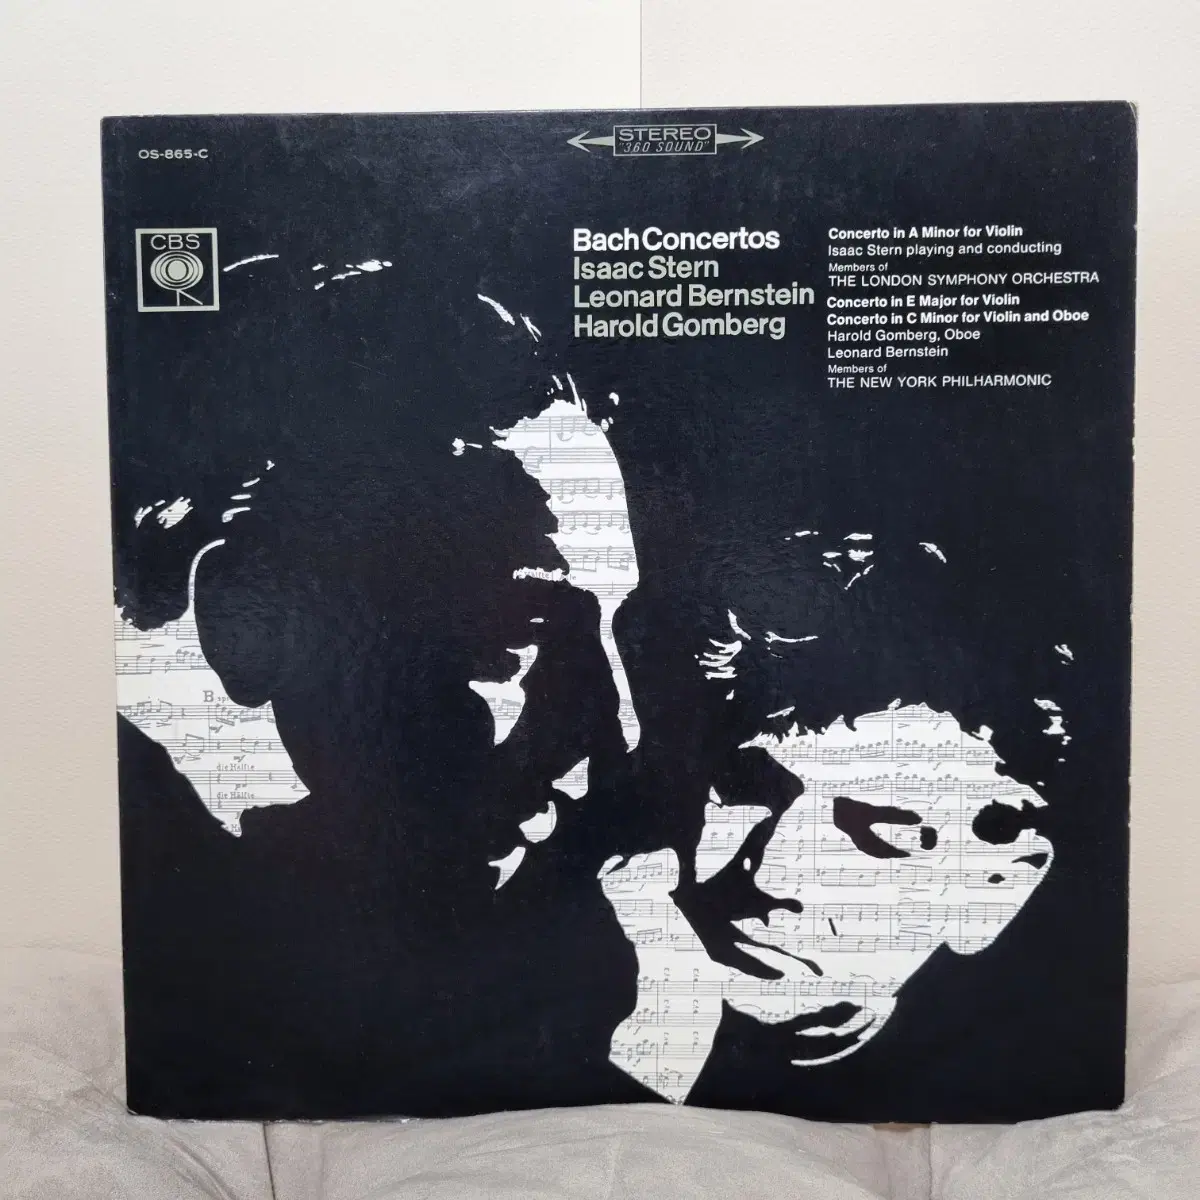 OS-865-C
STEREO
"360 SOUND"
CBS
Bach Concertos
Isaac Stern
Leonard Bernstein
Harold Gomberg
Concerto in A Minor for Violin
Isaac Stern playing and conducting
Members of
THE LONDON SYMPHONY ORCHESTRA
Concerto in E Major for Violin
Concerto in C Minor for Violin and Oboe
Harold Gomberg, Oboe
Leonard Bernstein
Members of
THE NEW YORK PHILHARMONIC
B
die Hälfte
die Hälfte